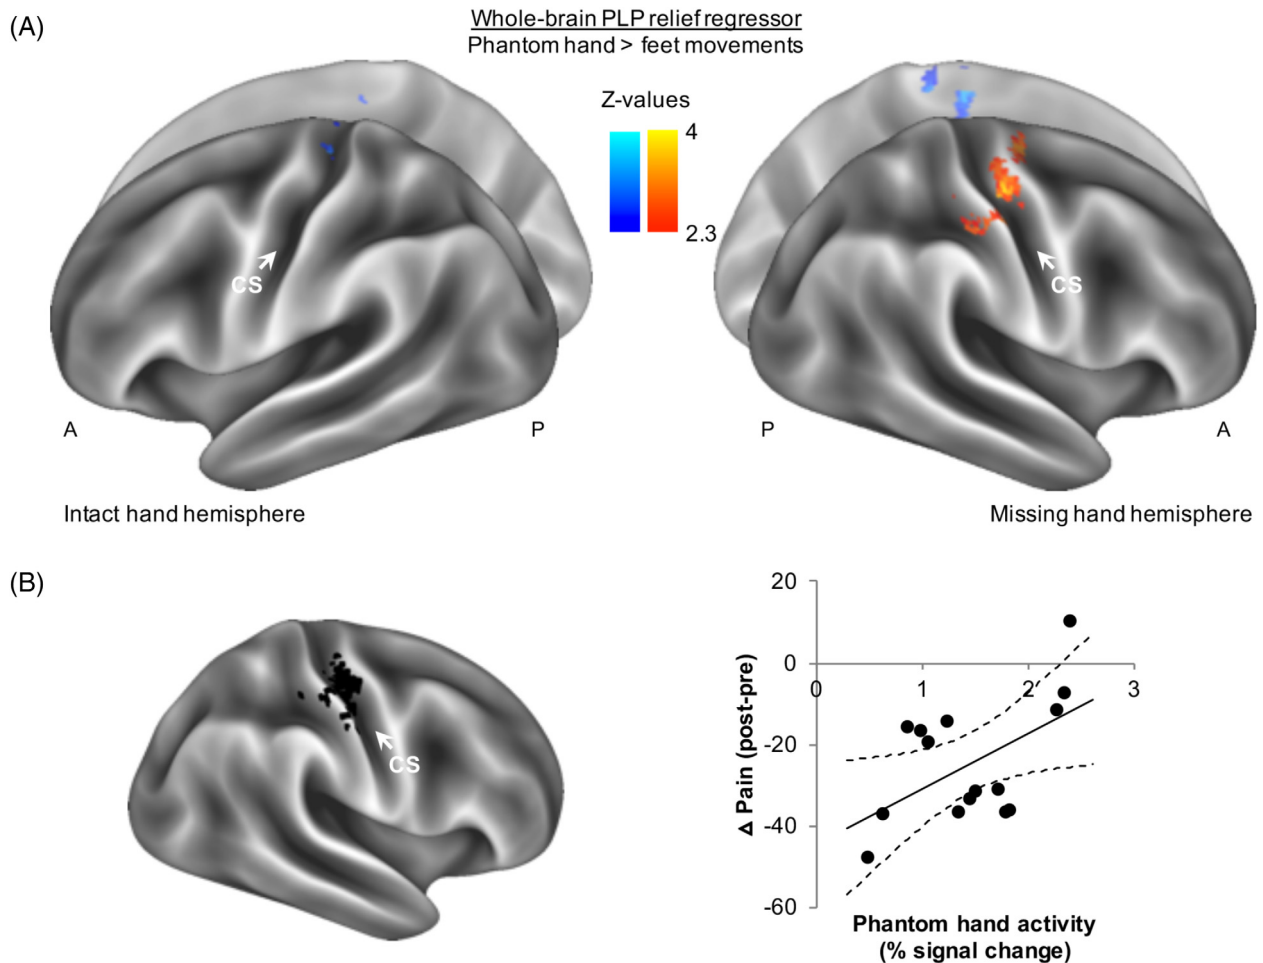 (A)
Whole-brain PLP relief regressor
Phantom hand > feet movements
Z-values
4
2.3
CS
CS
A
P
P
A
Intact hand hemisphere
Missing hand hemisphere
(B)
CS
20
0
-20
-40
-60
0
1
2
3
Δ Pain (post-pre)
Phantom hand activity
(% signal change)